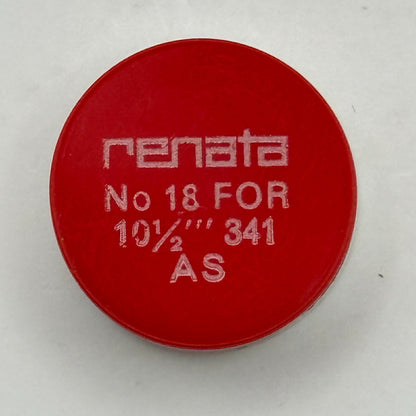 renata
No 18 FOR
10½''' 341
AS